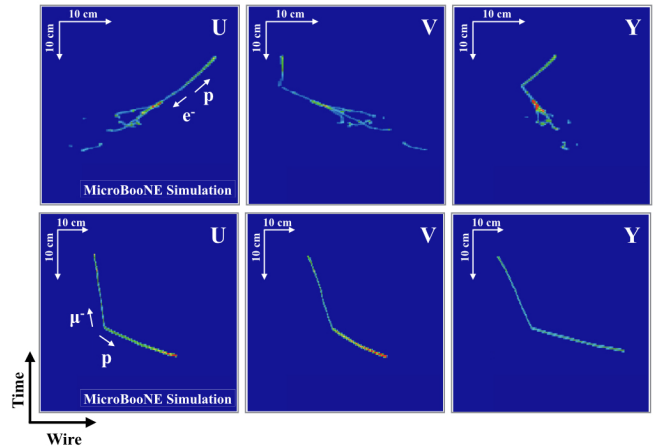 10 cm
10 cm
U
p
e-
MicroBooNE Simulation
10 cm
10 cm
V
10 cm
10 cm
Y
10 cm
10 cm
U
μ-
p
MicroBooNE Simulation
10 cm
10 cm
V
10 cm
10 cm
Y
Time
Wire